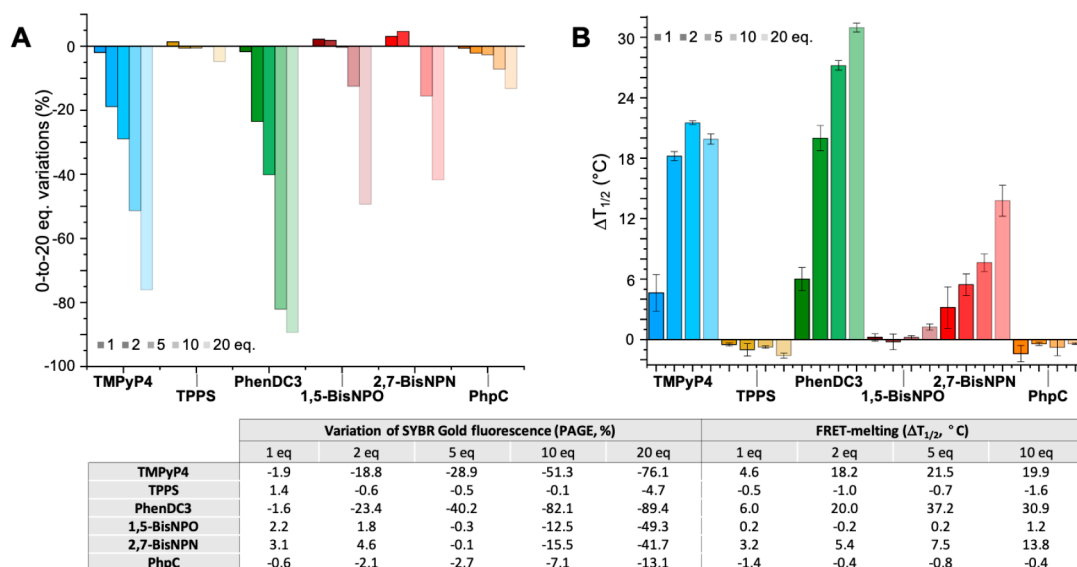 A
0
-20
-40
-60
-80
-100
0-to-20 eq. variations (%)
1 2 5 10 20 eq.
TMPyP4 PhenDC3 2,7-BisNPN
TPPS 1,5-BisNPO PhpC
B
30
24
18
12
6
0
ΔT1/2 (°C)
1 2 5 10 20 eq.
TMPyP4 PhenDC3 2,7-BisNPN
TPPS 1,5-BisNPO PhpC
Variation of SYBR Gold fluorescence (PAGE, %) FRET-melting (ΔT1/2, °C)
1 eq 2 eq 5 eq 10 eq 20 eq 1 eq 2 eq 5 eq 10 eq
TMPyP4 -1.9 -18.8 -28.9 -51.3 -76.1 4.6 18.2 21.5 19.9
TPPS 1.4 -0.6 -0.5 -0.1 -4.7 -0.5 -1.0 -0.7 -1.6
PhenDC3 -1.6 -23.4 -40.2 -82.1 -89.4 6.0 20.0 37.2 30.9
1,5-BisNPO 2.2 1.8 -0.3 -12.5 -49.3 0.2 -0.2 0.2 1.2
2,7-BisNPN 3.1 4.6 -0.1 -15.5 -41.7 3.2 5.4 7.5 13.8
PhpC -0.6 -2.1 -2.7 -7.1 -13.1 -1.4 -0.4 -0.8 -0.4